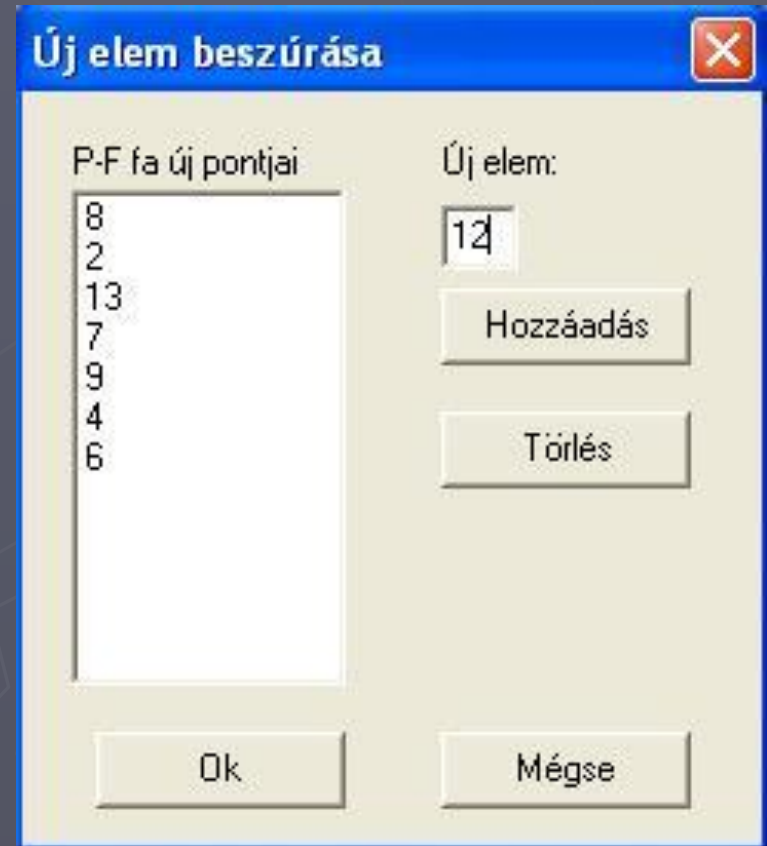 Új elem beszúrása
P-F fa új pontjai
8
2
13
7
9
4
6
Új elem:
12
Hozzáadás
Törlés
Ok
Mégse